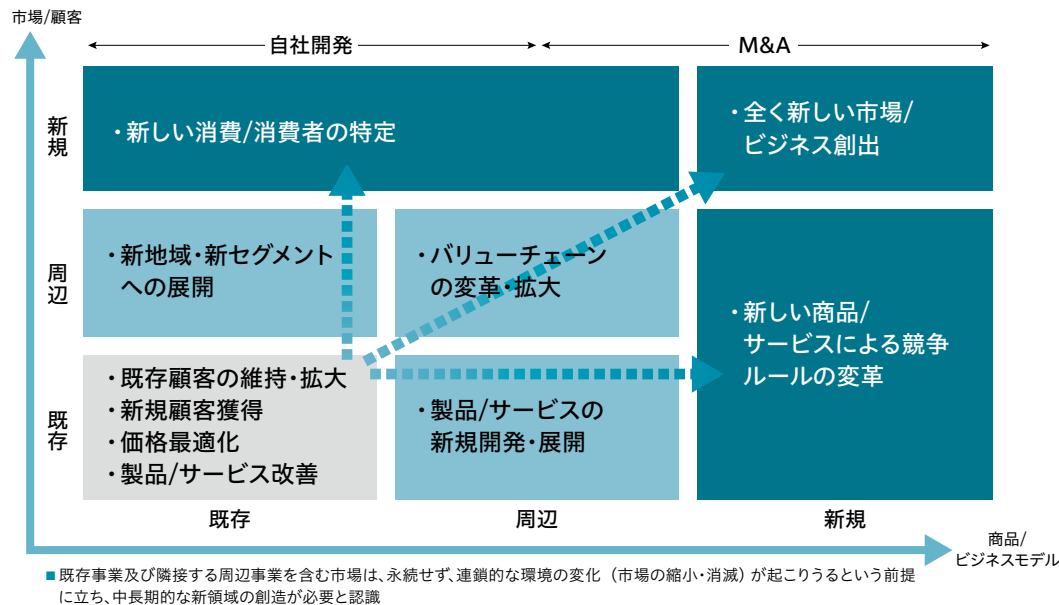 市場/顧客
自社開発
M&A
新規
・新しい消費/消費者の特定
・全く新しい市場/
ビジネス創出
周辺
・新地域・新セグメント
への展開
・バリューチェーン
の変革・拡大
・新しい商品/
サービスによる競争
ルールの変革
既存
・既存顧客の維持・拡大
・新規顧客獲得
・価格最適化
・製品/サービス改善
・製品/サービスの
新規開発・展開
既存
周辺
新規
商品/
ビジネスモデル
■ 既存事業及び隣接する周辺事業を含む市場は、永続せず、連鎖的な環境の変化（市場の縮小・消滅）が起こりうるという前提
に立ち、中長期的な新領域の創造が必要と認識